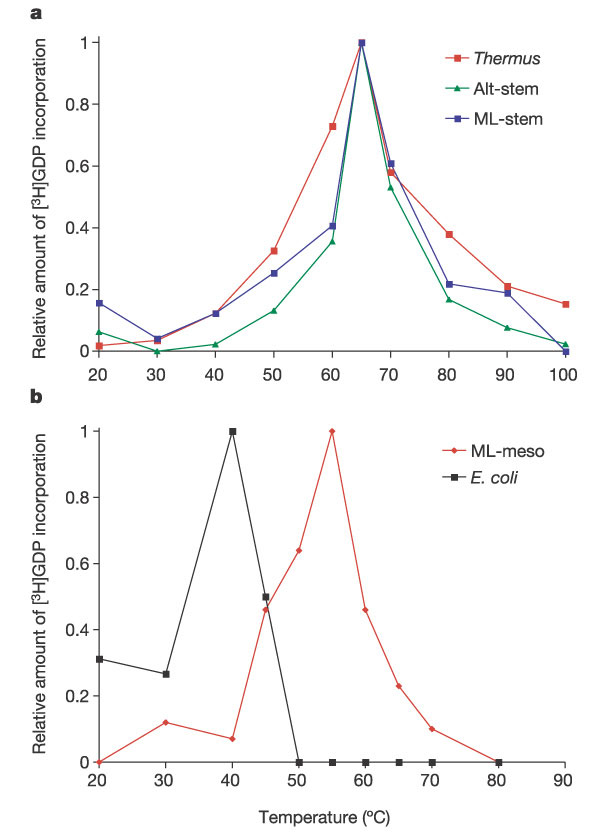 a
Relative amount of [³H]GDP incorporation
1
0.8
0.6
0.4
0.2
0
20 30 40 50 60 70 80 90 100
Thermus
Alt-stem
ML-stem
b
Relative amount of [³H]GDP incorporation
1
0.8
0.6
0.4
0.2
0
20 30 40 50 60 70 80 90
ML-meso
E. coli
Temperature (ºC)